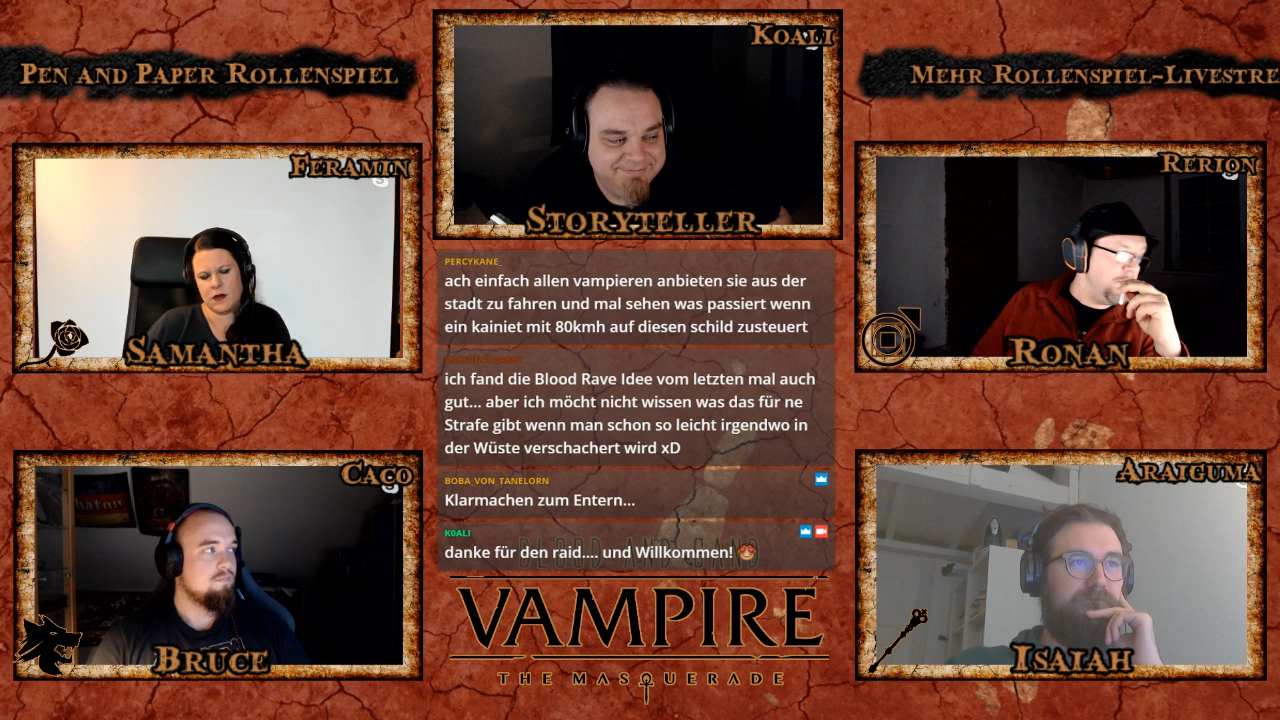 KOALI
PEN AND PAPER ROLLENSPIEL
MEHR ROLLENSPIEL-LIVESTRE
FERAMIN
RERION
STORYTELLER
PERCYKANE_
ach einfach allen vampieren anbieten sie aus der
stadt zu fahren und mal sehen was passiert wenn
ein kainiet mit 80kmh auf diesen schild zusteuert
SAMANTHA
RONAN
ich fand die Blood Rave Idee vom letzten mal auch
gut... aber ich möcht nicht wissen was das für ne
Strafe gibt wenn man schon so leicht irgendwo in
der Wüste verschachert wird xD
CACO
ARAIGUMA
BOBA_VON_TANELORN
Klarmachen zum Entern...
K0ALI
danke für den raid.... und Willkommen!
BLOOD AND SAND
VAMPIRE
THE MASQUERADE
BRUCE
ISAIAH